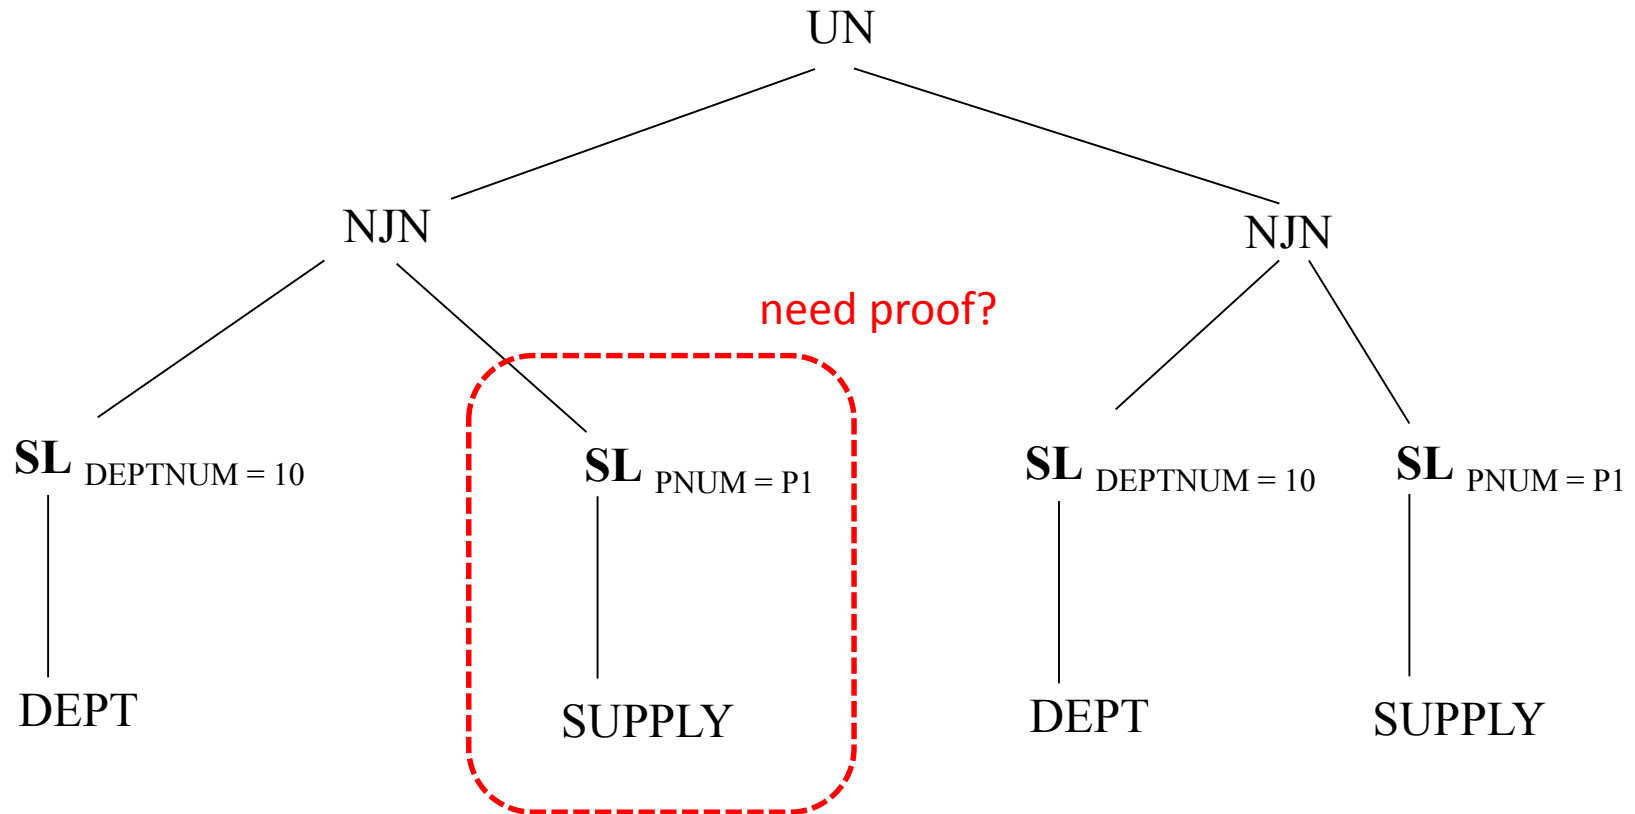 UN
NJN
NJN
need proof?
SL DEPTNUM = 10
SL PNUM = P1
SL DEPTNUM = 10
SL PNUM = P1
DEPT
SUPPLY
DEPT
SUPPLY